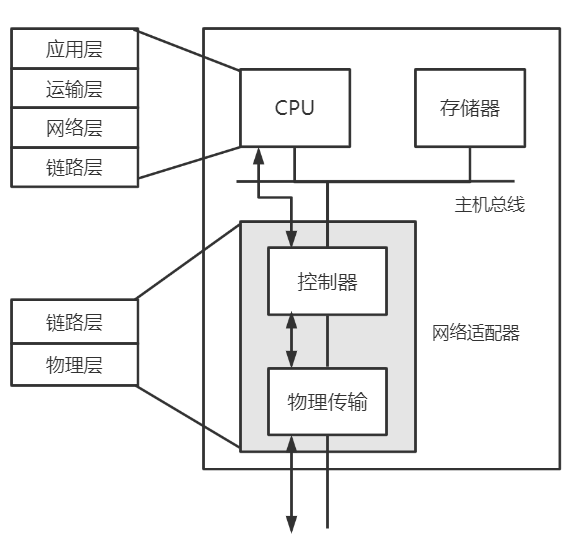 应用层
运输层
网络层
链路层
CPU
存储器
主机总线
控制器
链路层
物理层
网络适配器
物理传输